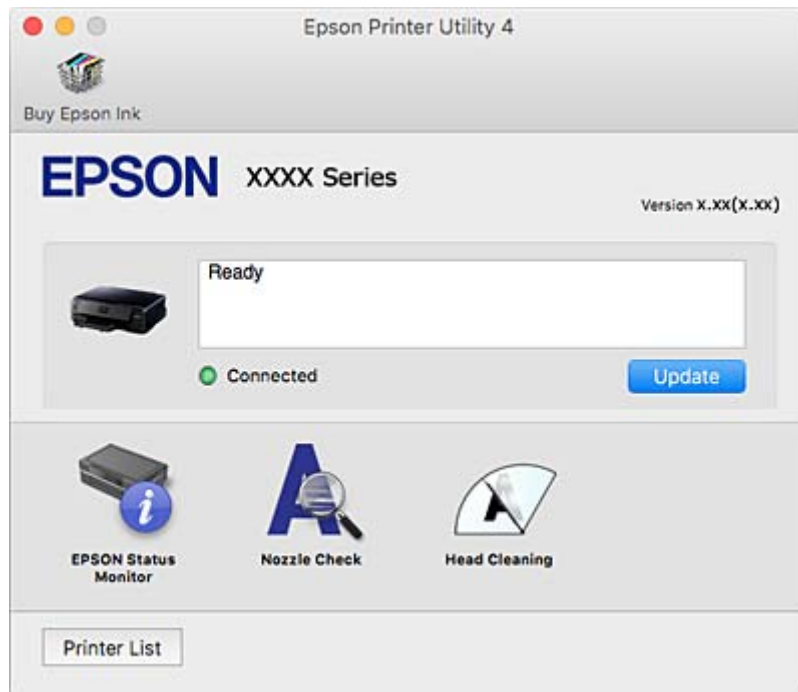 Epson Printer Utility 4
Buy Epson Ink
EPSON XXXX Series
Version X.XX(X.XX)
Ready
Connected
Update
EPSON Status
Monitor
Nozzle Check
Head Cleaning
Printer List